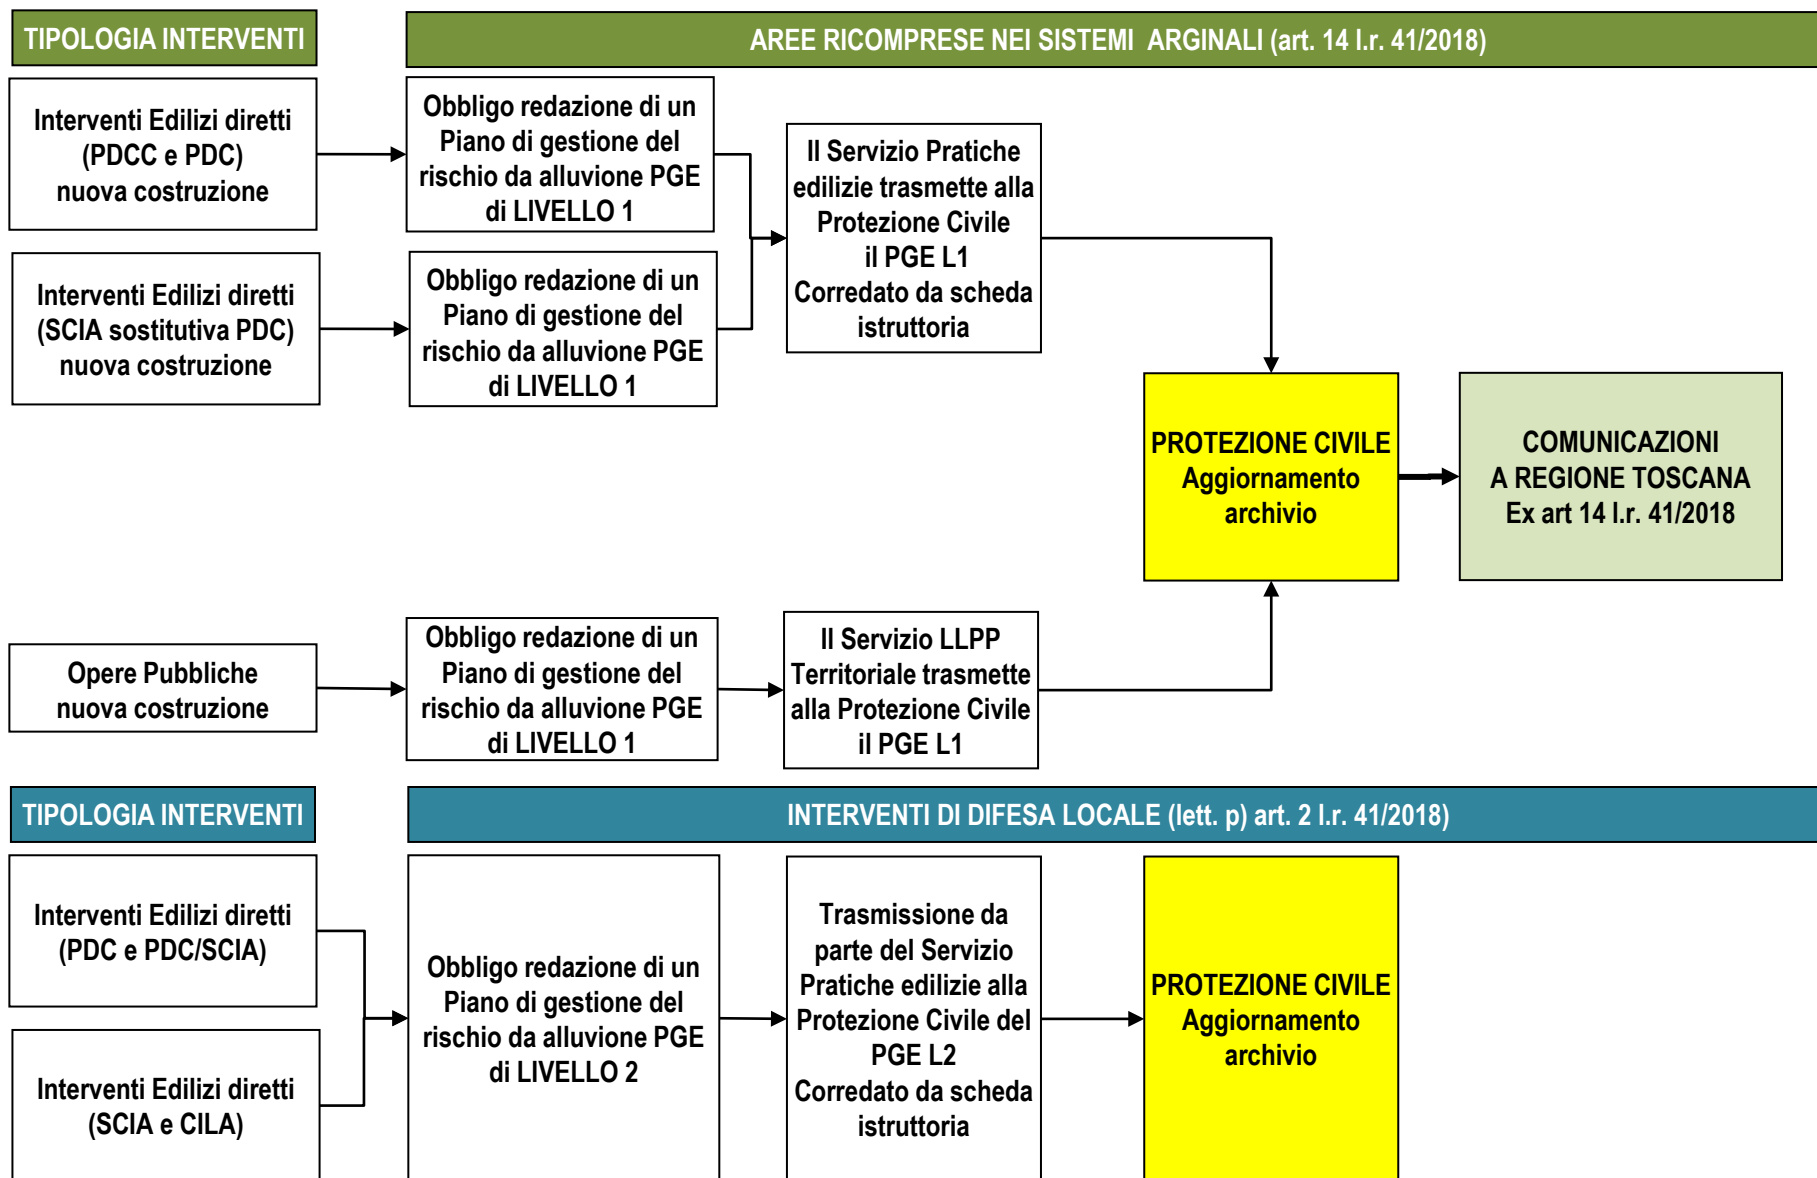 TIPOLOGIA INTERVENTI
AREE RICOMPRESE NEI SISTEMI ARGINALI (art. 14 l.r. 41/2018)
Interventi Edilizi diretti
(PDCC e PDC)
nuova costruzione
Obbligo redazione di un
Piano di gestione del
rischio da alluvione PGE
di LIVELLO 1
Il Servizio Pratiche
edilizie trasmette alla
Protezione Civile
il PGE L1
Corredato da scheda
istruttoria
Interventi Edilizi diretti
(SCIA sostitutiva PDC)
nuova costruzione
Obbligo redazione di un
Piano di gestione del
rischio da alluvione PGE
di LIVELLO 1
PROTEZIONE CIVILE
Aggiornamento
archivio
COMUNICAZIONI
A REGIONE TOSCANA
Ex art 14 l.r. 41/2018
Opere Pubbliche
nuova costruzione
Obbligo redazione di un
Piano di gestione del
rischio da alluvione PGE
di LIVELLO 1
Il Servizio LLPP
Territoriale trasmette
alla Protezione Civile
il PGE L1
TIPOLOGIA INTERVENTI
INTERVENTI DI DIFESA LOCALE (lett. p) art. 2 l.r. 41/2018)
Interventi Edilizi diretti
(PDC e PDC/SCIA)
Interventi Edilizi diretti
(SCIA e CILA)
Obbligo redazione di un
Piano di gestione del
rischio da alluvione PGE
di LIVELLO 2
Trasmissione da
parte del Servizio
Pratiche edilizie alla
Protezione Civile del
PGE L2
Corredato da scheda
istruttoria
PROTEZIONE CIVILE
Aggiornamento
archivio